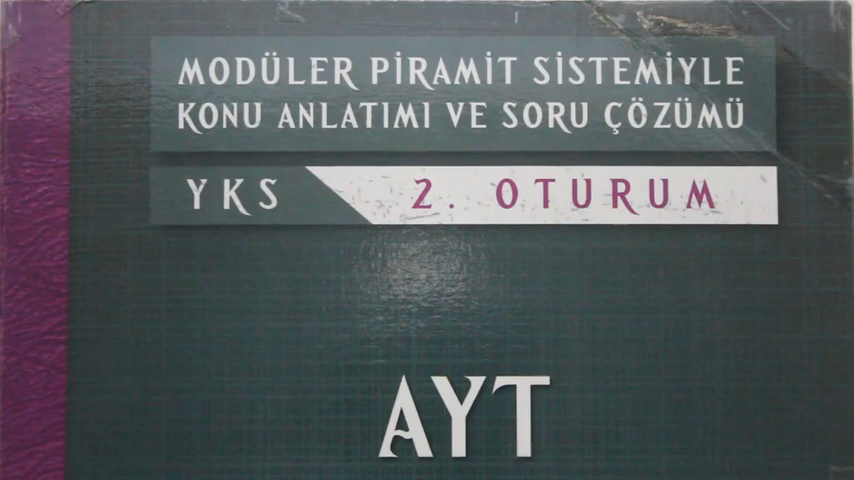 MODÜLER PİRAMİT SİSTEMİYLE
KONU ANLATIMI VE SORU ÇÖZÜMÜ
YKS 2. OTURUM
AYT